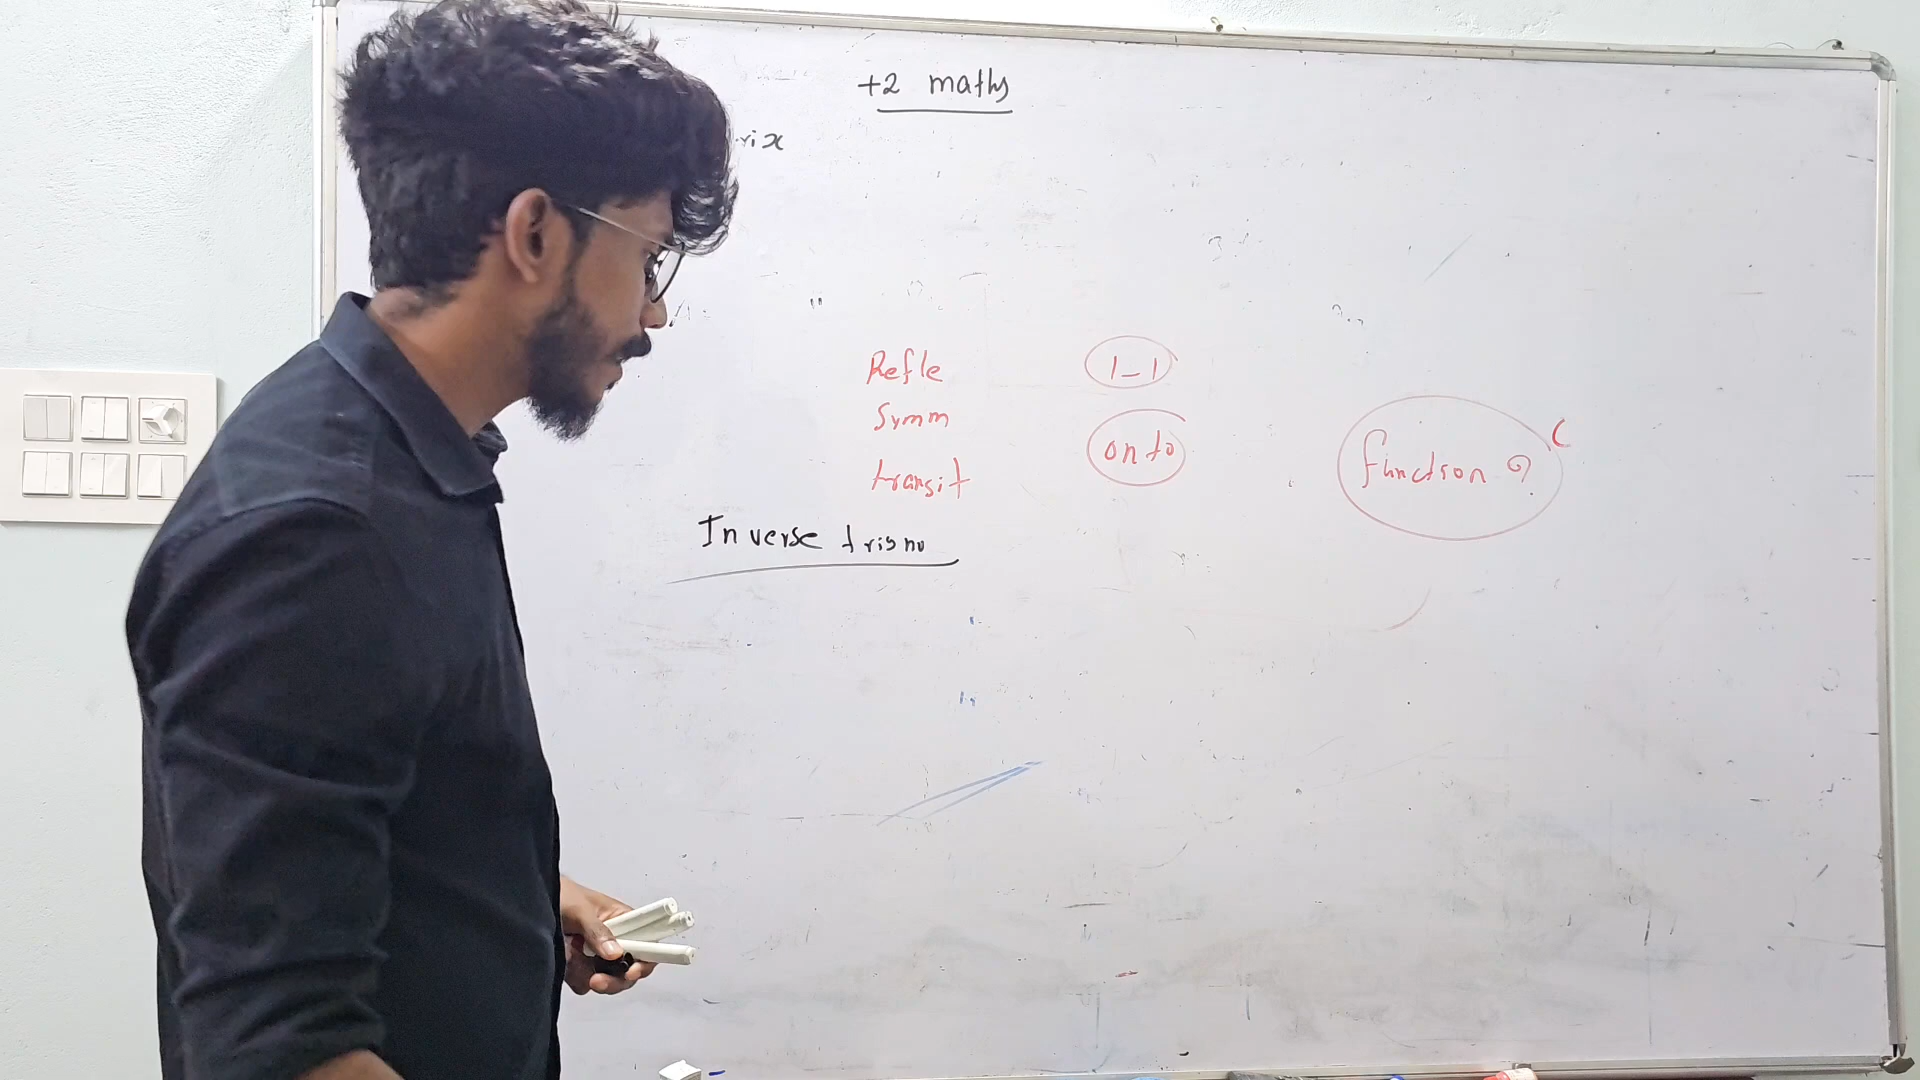 +2 maths
rix
Refle
Symm
transit
1-1
onto
function ?
Inverse trigno